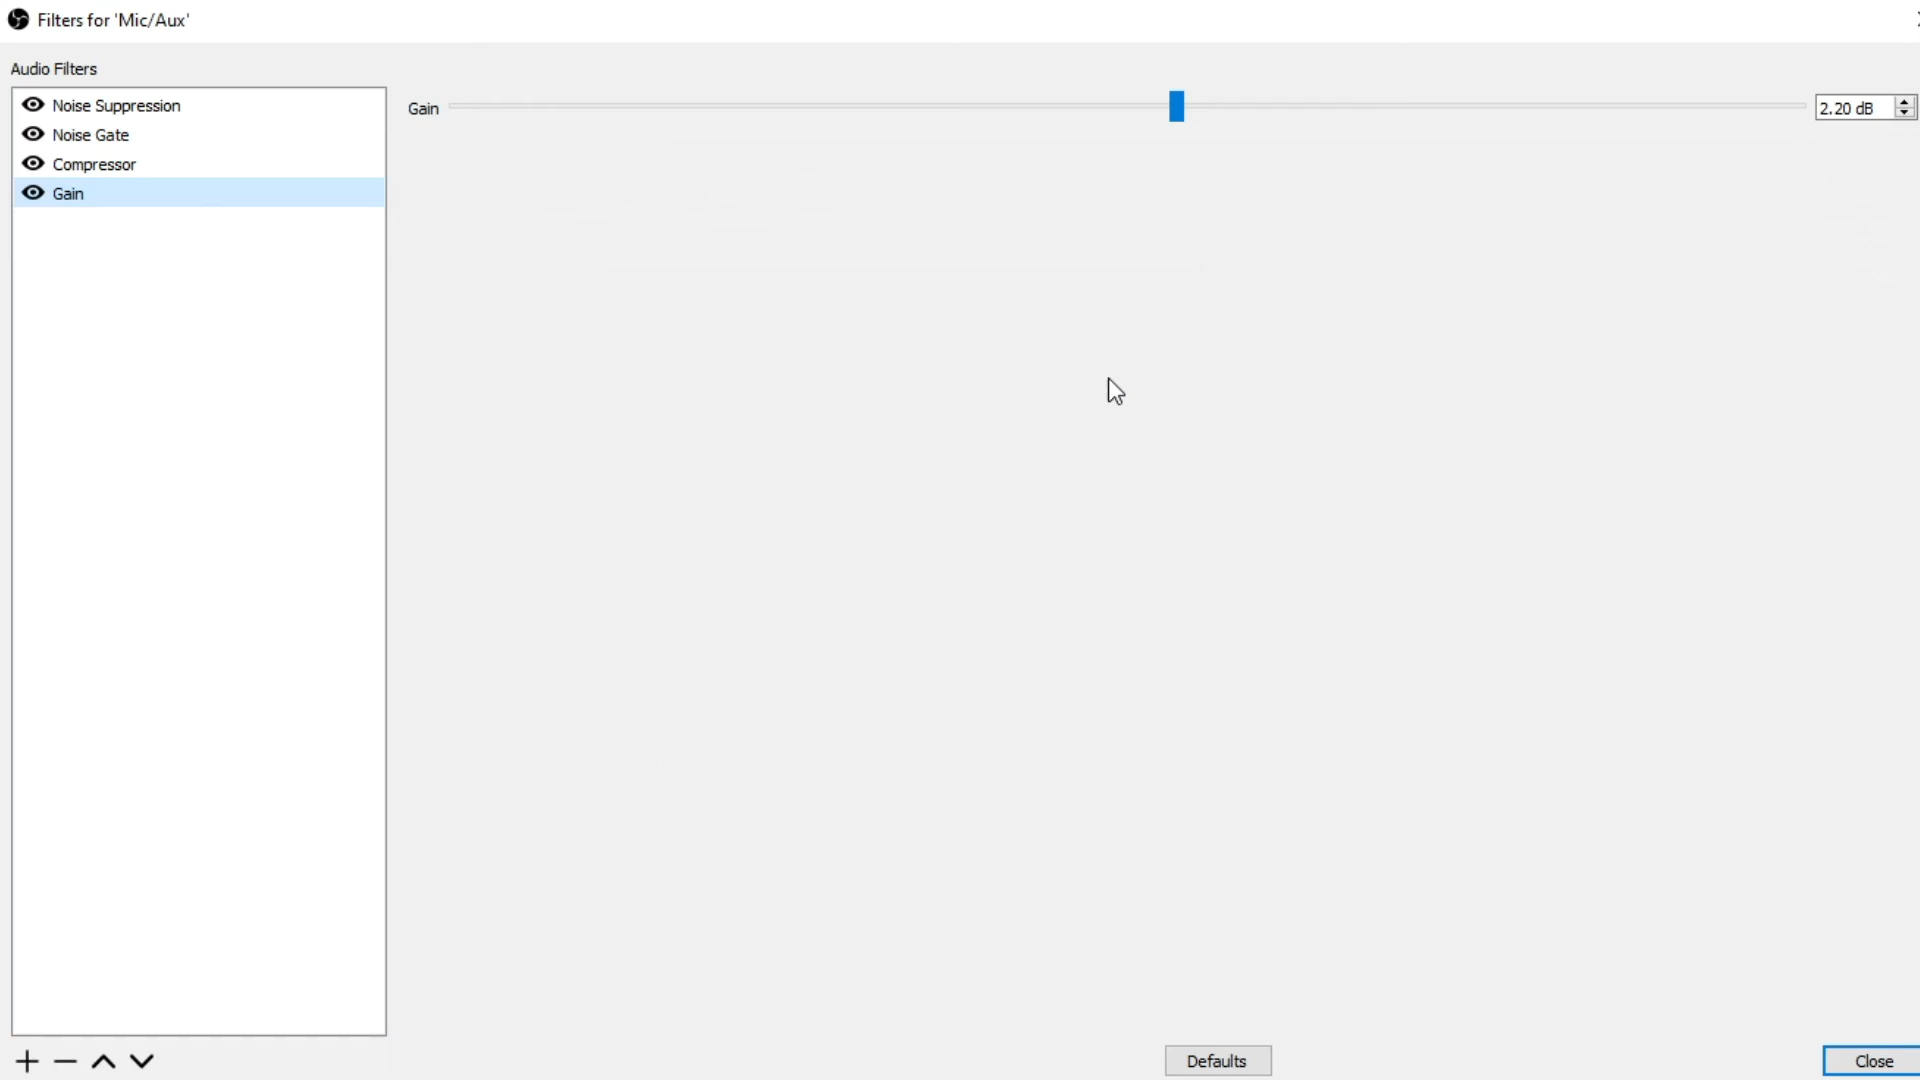 Filters for 'Mic/Aux'
Audio Filters
Noise Suppression
Noise Gate
Compressor
Gain
Gain
2.20 dB
Defaults
Close